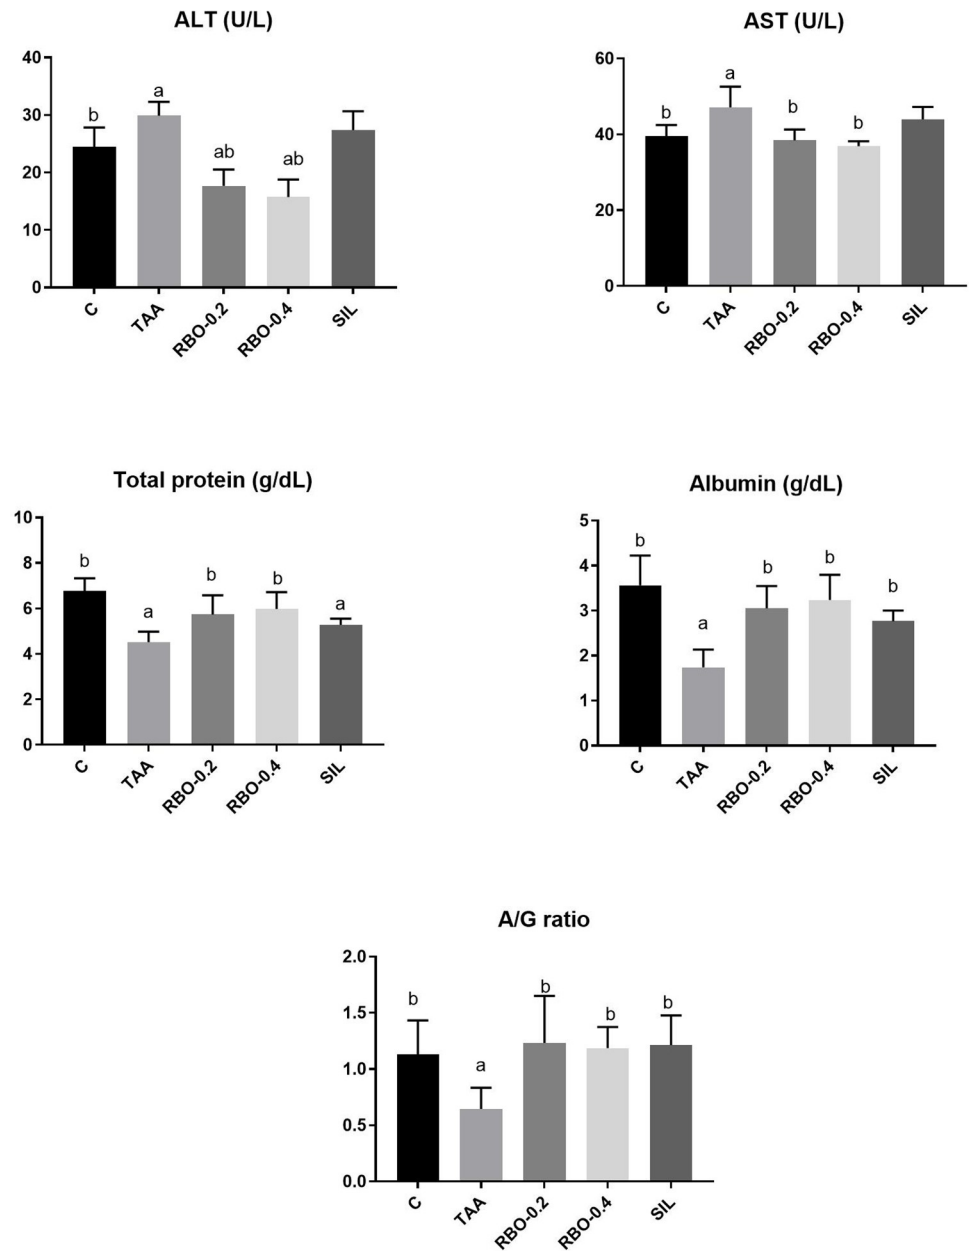 ALT (U/L)
40
30
20
10
0
b
a
ab
ab
C
TAA
RBO-0.2
RBO-0.4
SIL
AST (U/L)
60
40
20
0
b
a
b
b
C
TAA
RBO-0.2
RBO-0.4
SIL
Total protein (g/dL)
10
8
6
4
2
0
b
a
b
b
a
C
TAA
RBO-0.2
RBO-0.4
SIL
Albumin (g/dL)
5
4
3
2
1
0
b
a
b
b
b
C
TAA
RBO-0.2
RBO-0.4
SIL
A/G ratio
2.0
1.5
1.0
0.5
0.0
b
a
b
b
b
C
TAA
RBO-0.2
RBO-0.4
SIL